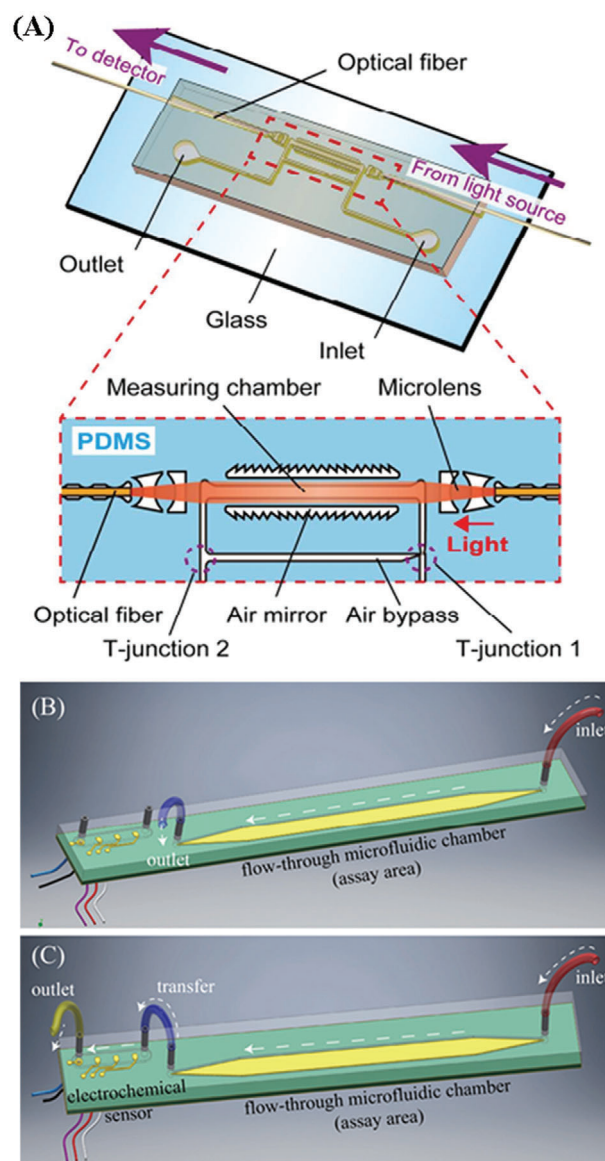 (A)
To detector
Optical fiber
From light source
Outlet
Glass
Inlet
Measuring chamber
Microlens
PDMS
Light
Optical fiber
Air mirror
Air bypass
T-junction 2
T-junction 1
(B)
inlet
outlet
flow-through microfluidic chamber
(assay area)
(C)
inlet
outlet
transfer
electrochemical
sensor
flow-through microfluidic chamber
(assay area)